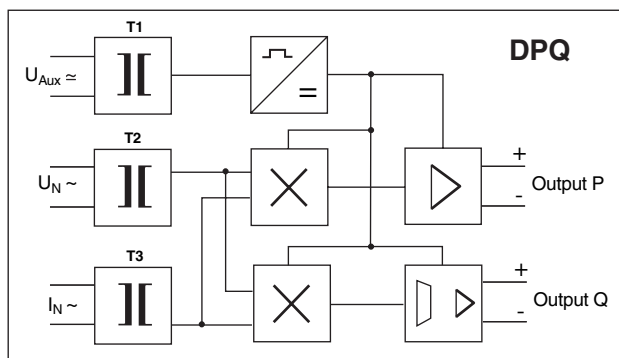 T1
DPQ
U_Aux ≃
T2
U_N ~
+
-
Output P
T3
I_N ~
+
-
Output Q